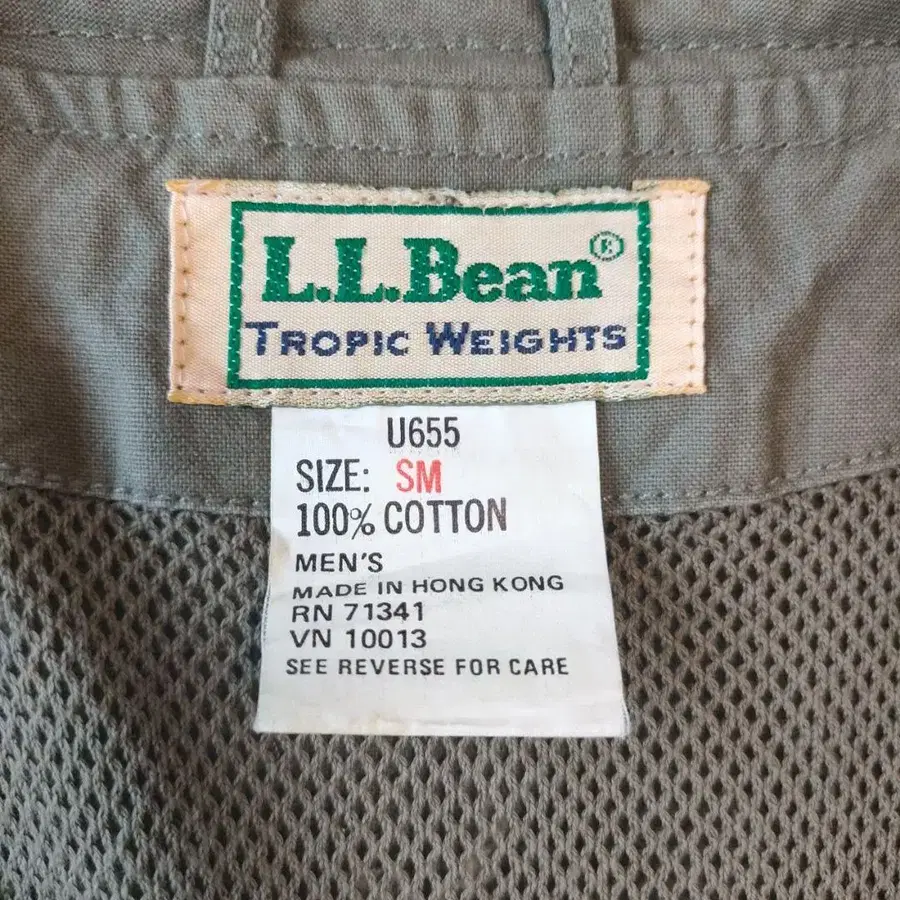 L.L.Bean®
TROPIC WEIGHTS
U655
SIZE: SM
100% COTTON
MEN'S
MADE IN HONG KONG
RN 71341
VN 10013
SEE REVERSE FOR CARE